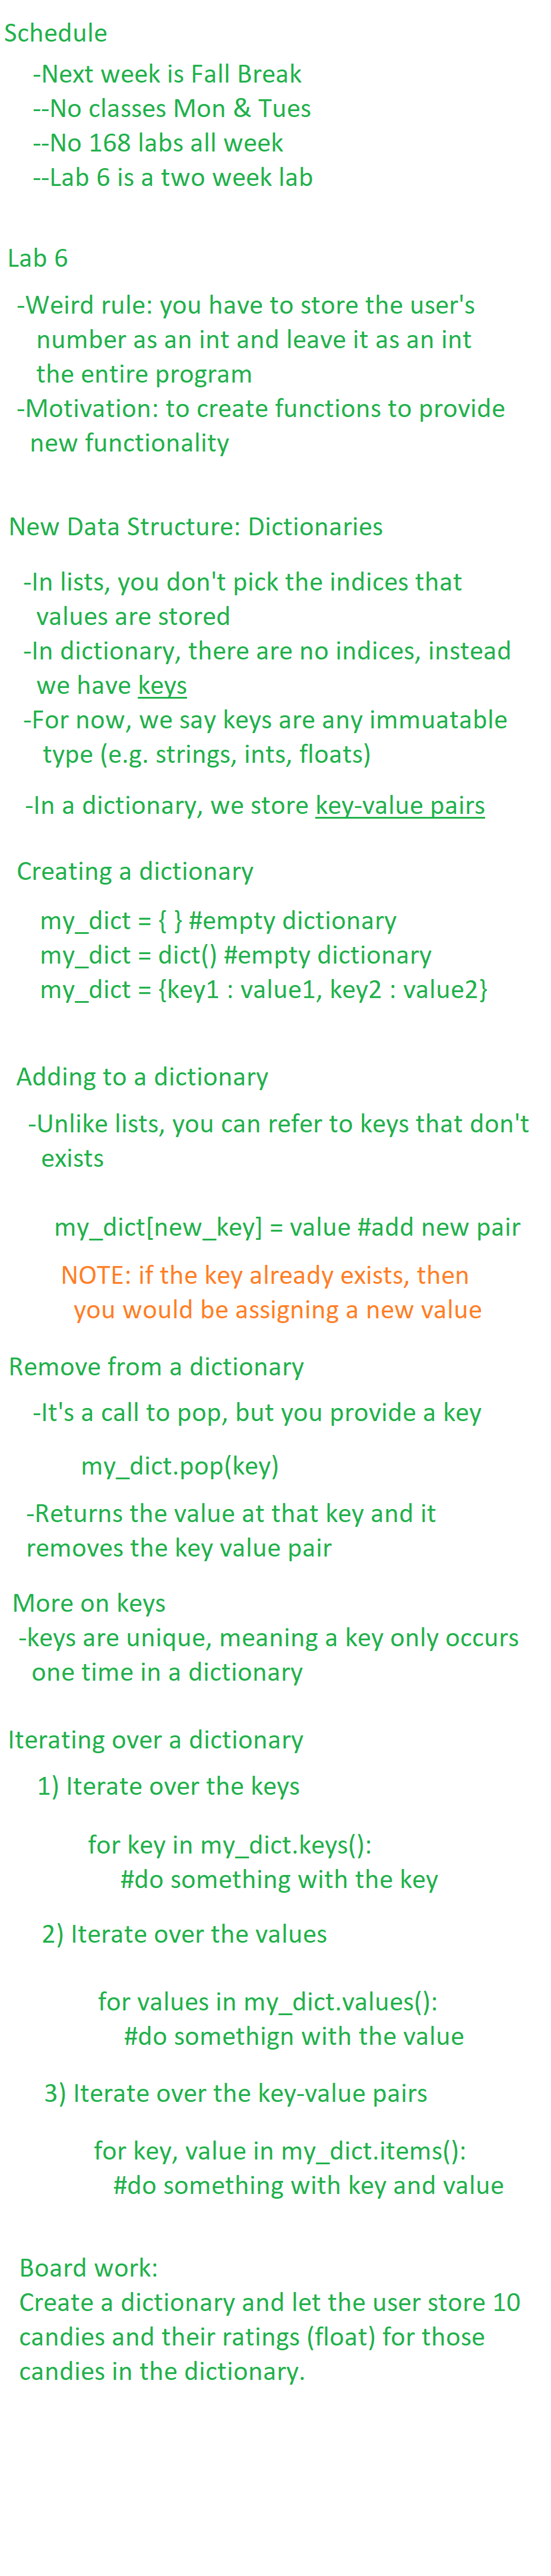 Schedule
-Next week is Fall Break
--No classes Mon & Tues
--No 168 labs all week
--Lab 6 is a two week lab
Lab 6
-Weird rule: you have to store the user's
number as an int and leave it as an int
the entire program
-Motivation: to create functions to provide
new functionality
New Data Structure: Dictionaries
-In lists, you don't pick the indices that
values are stored
-In dictionary, there are no indices, instead
we have keys
-For now, we say keys are any immuatable
type (e.g. strings, ints, floats)
-In a dictionary, we store key-value pairs
Creating a dictionary
my_dict = { } #empty dictionary
my_dict = dict() #empty dictionary
my_dict = {key1 : value1, key2 : value2}
Adding to a dictionary
-Unlike lists, you can refer to keys that don't
exists
my_dict[new_key] = value #add new pair
NOTE: if the key already exists, then
you would be assigning a new value
Remove from a dictionary
-It's a call to pop, but you provide a key
my_dict.pop(key)
-Returns the value at that key and it
removes the key value pair
More on keys
-keys are unique, meaning a key only occurs
one time in a dictionary
Iterating over a dictionary
1) Iterate over the keys
for key in my_dict.keys():
#do something with the key
2) Iterate over the values
for values in my_dict.values():
#do somethign with the value
3) Iterate over the key-value pairs
for key, value in my_dict.items():
#do something with key and value
Board work:
Create a dictionary and let the user store 10
candies and their ratings (float) for those
candies in the dictionary.